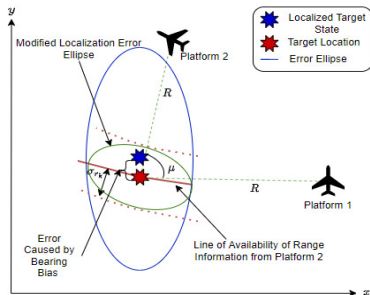 y
Modified Localization Error
Ellipse
Platform 2
Localized Target
State
Target Location
Error Ellipse
R
σrk
μ
R
Platform 1
Error
Caused by
Bearing
Bias
Line of Availability of Range
Information from Platform 2
x